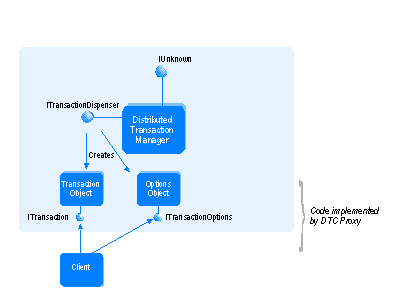 IUnknown
ITransactionDispenser
Distributed
Transaction
Manager
Creates
Transaction
Object
Options
Object
ITransaction
ITransactionOptions
Code implemented
by DTC Proxy
Client